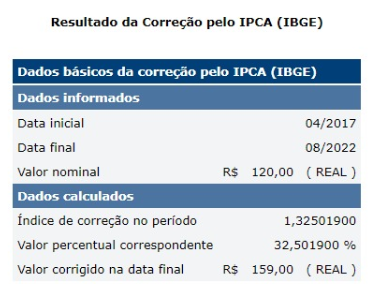 Resultado da Correção pelo IPCA (IBGE)
Dados básicos da correção pelo IPCA (IBGE)
Dados informados
Data inicial 04/2017
Data final 08/2022
Valor nominal R$ 120,00 ( REAL )
Dados calculados
Índice de correção no período 1,32501900
Valor percentual correspondente 32,501900 %
Valor corrigido na data final R$ 159,00 ( REAL )